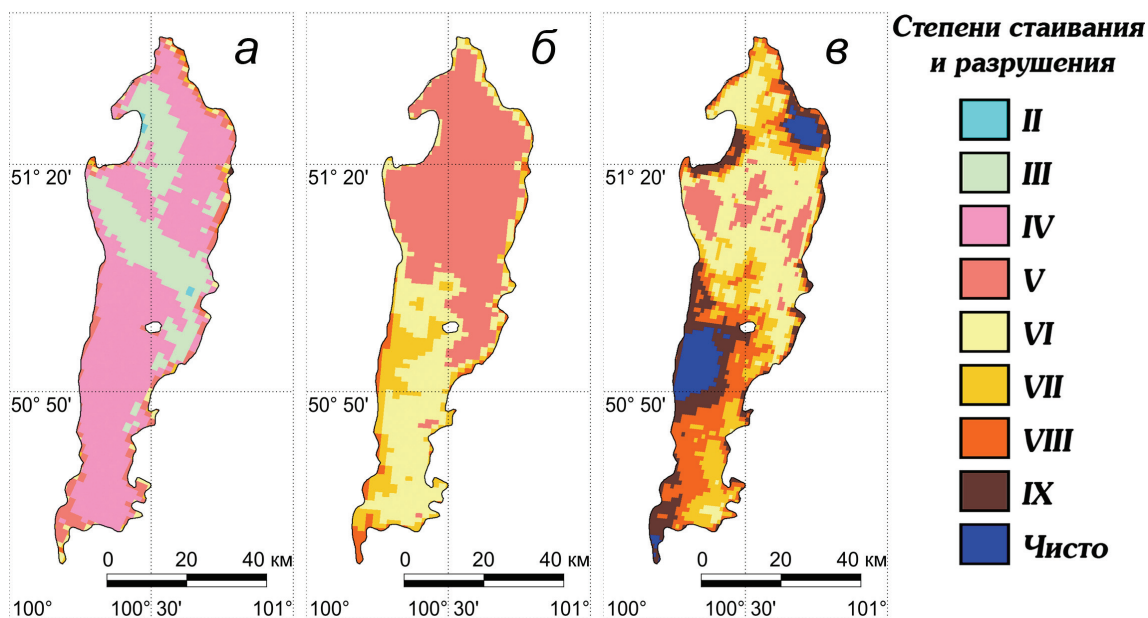 а
б
в
51° 20'
51° 20'
51° 20'
50° 50'
50° 50'
50° 50'
0 20 40 км
0 20 40 км
0 20 40 км
100° 100° 30' 101°
100° 100° 30' 101°
100° 100° 30' 101°
Степени стаивания
и разрушения
II
III
IV
V
VI
VII
VIII
IX
Чисто